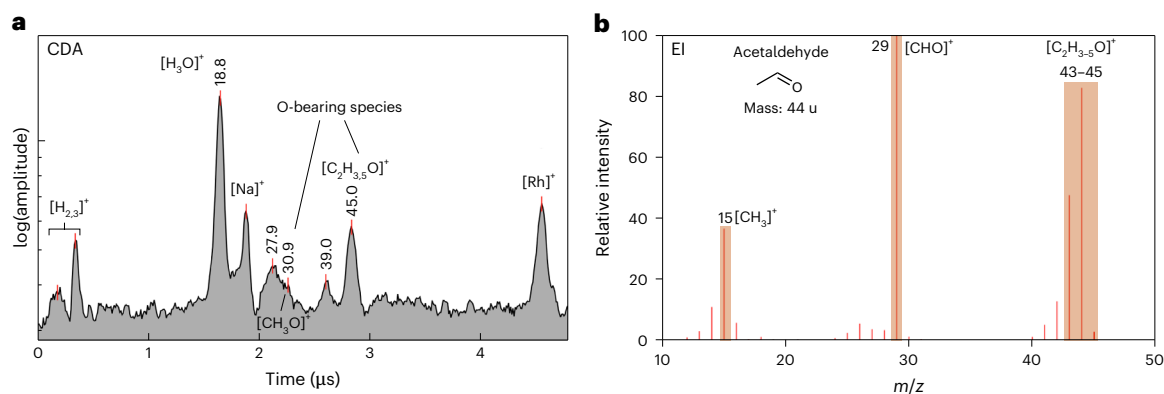 a
CDA
[H₃O]⁺
18.8
O-bearing species
[C₂H₃,₅O]⁺
[Na]⁺
[Rh]⁺
[H₂,₃]⁺
27.9
30.9
39.0
45.0
[CH₃O]⁺
log(amplitude)
0 1 2 3 4
Time (µs)
b
EI
Acetaldehyde
O
Mass: 44 u
29 [CHO]⁺
[C₂H₃₋₅O]⁺
43–45
15 [CH₃]⁺
100
80
60
40
20
0
Relative intensity
10 20 30 40 50
m/z